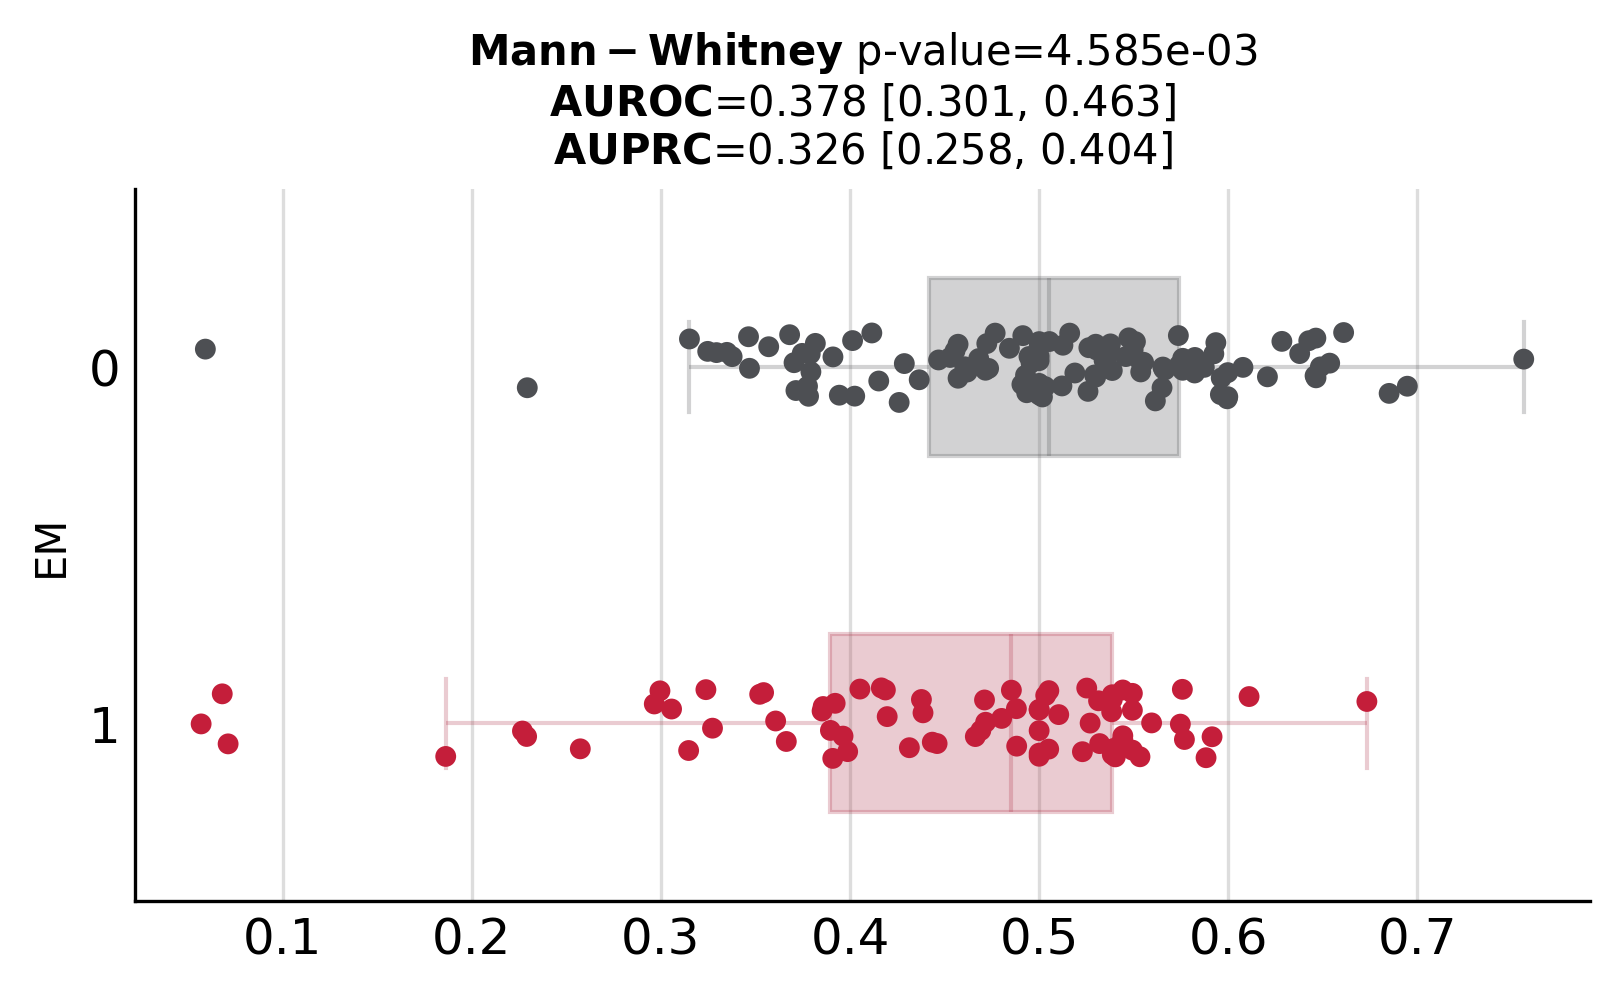 Mann – Whitney p-value=4.585e-03
AUROC=0.378 [0.301, 0.463]
AUPRC=0.326 [0.258, 0.404]
0
EM
1
0.1 0.2 0.3 0.4 0.5 0.6 0.7